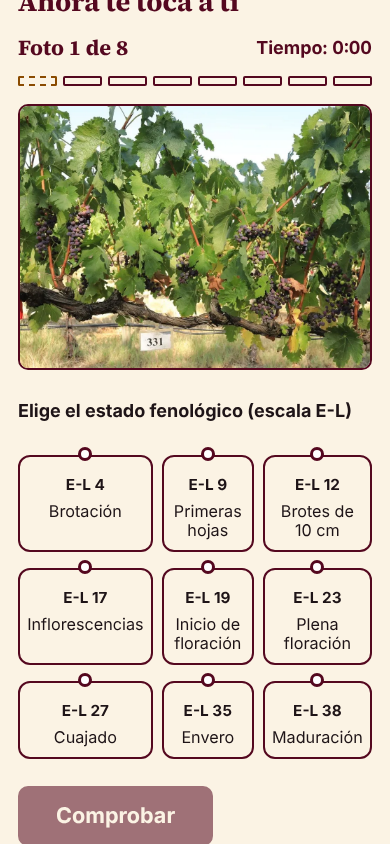 Ahora te toca a ti
Foto 1 de 8
Tiempo: 0:00
331
Elige el estado fenológico (escala E-L)
E-L 4
Brotación
E-L 9
Primeras
hojas
E-L 12
Brotes de
10 cm
E-L 17
Inflorescencias
E-L 19
Inicio de
floración
E-L 23
Plena
floración
E-L 27
Cuajado
E-L 35
Envero
E-L 38
Maduración
Comprobar